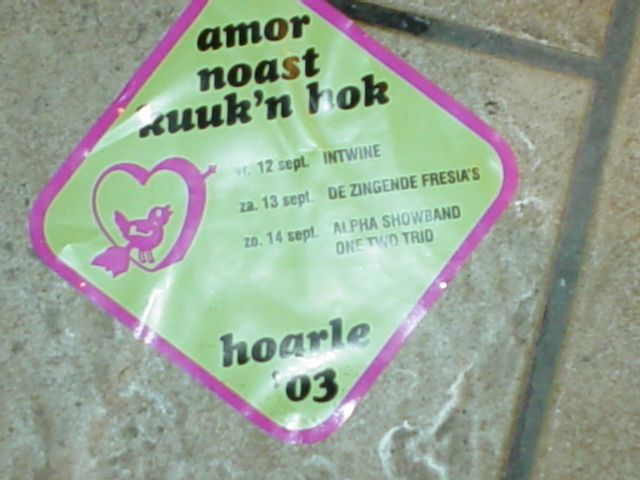 amor
noast
kuuk'n hok
vr. 12 sept. INTWINE
za. 13 sept. DE ZINGENDE FRESIA'S
zo. 14 sept. ALPHA SHOWBAND
ONE TWO TRIO
hoarle
'03